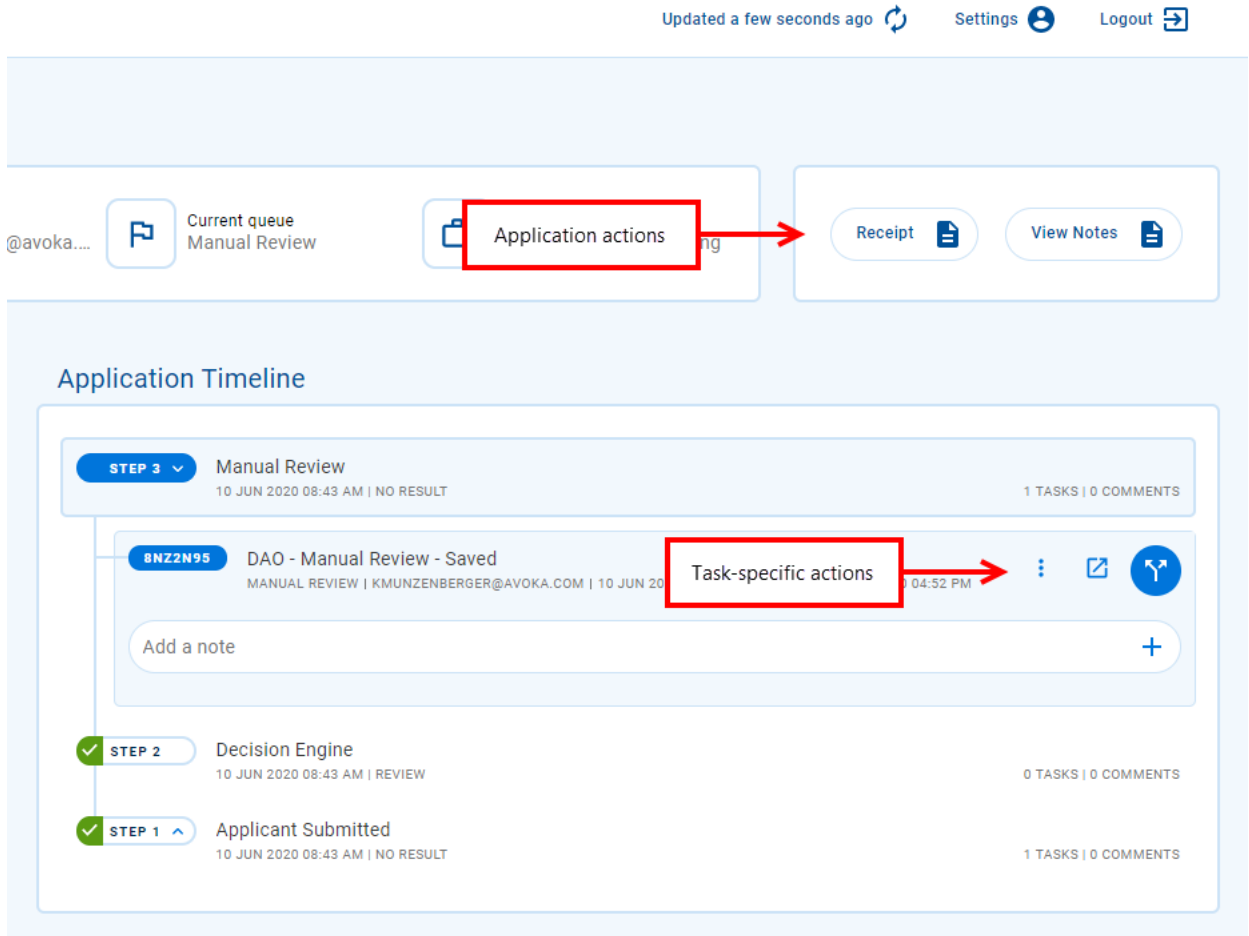 Updated a few seconds ago
Settings
Logout
@avoka....
Current queue
Manual Review
Application actions
ng
Receipt
View Notes
Application Timeline
STEP 3
Manual Review
10 JUN 2020 08:43 AM | NO RESULT
1 TASKS | 0 COMMENTS
8NZ2N95
DAO - Manual Review - Saved
MANUAL REVIEW | KMUNZENBERGER@AVOKA.COM | 10 JUN 20
Task-specific actions
04:52 PM
Add a note
STEP 2
Decision Engine
10 JUN 2020 08:43 AM | REVIEW
0 TASKS | 0 COMMENTS
STEP 1
Applicant Submitted
10 JUN 2020 08:43 AM | NO RESULT
1 TASKS | 0 COMMENTS